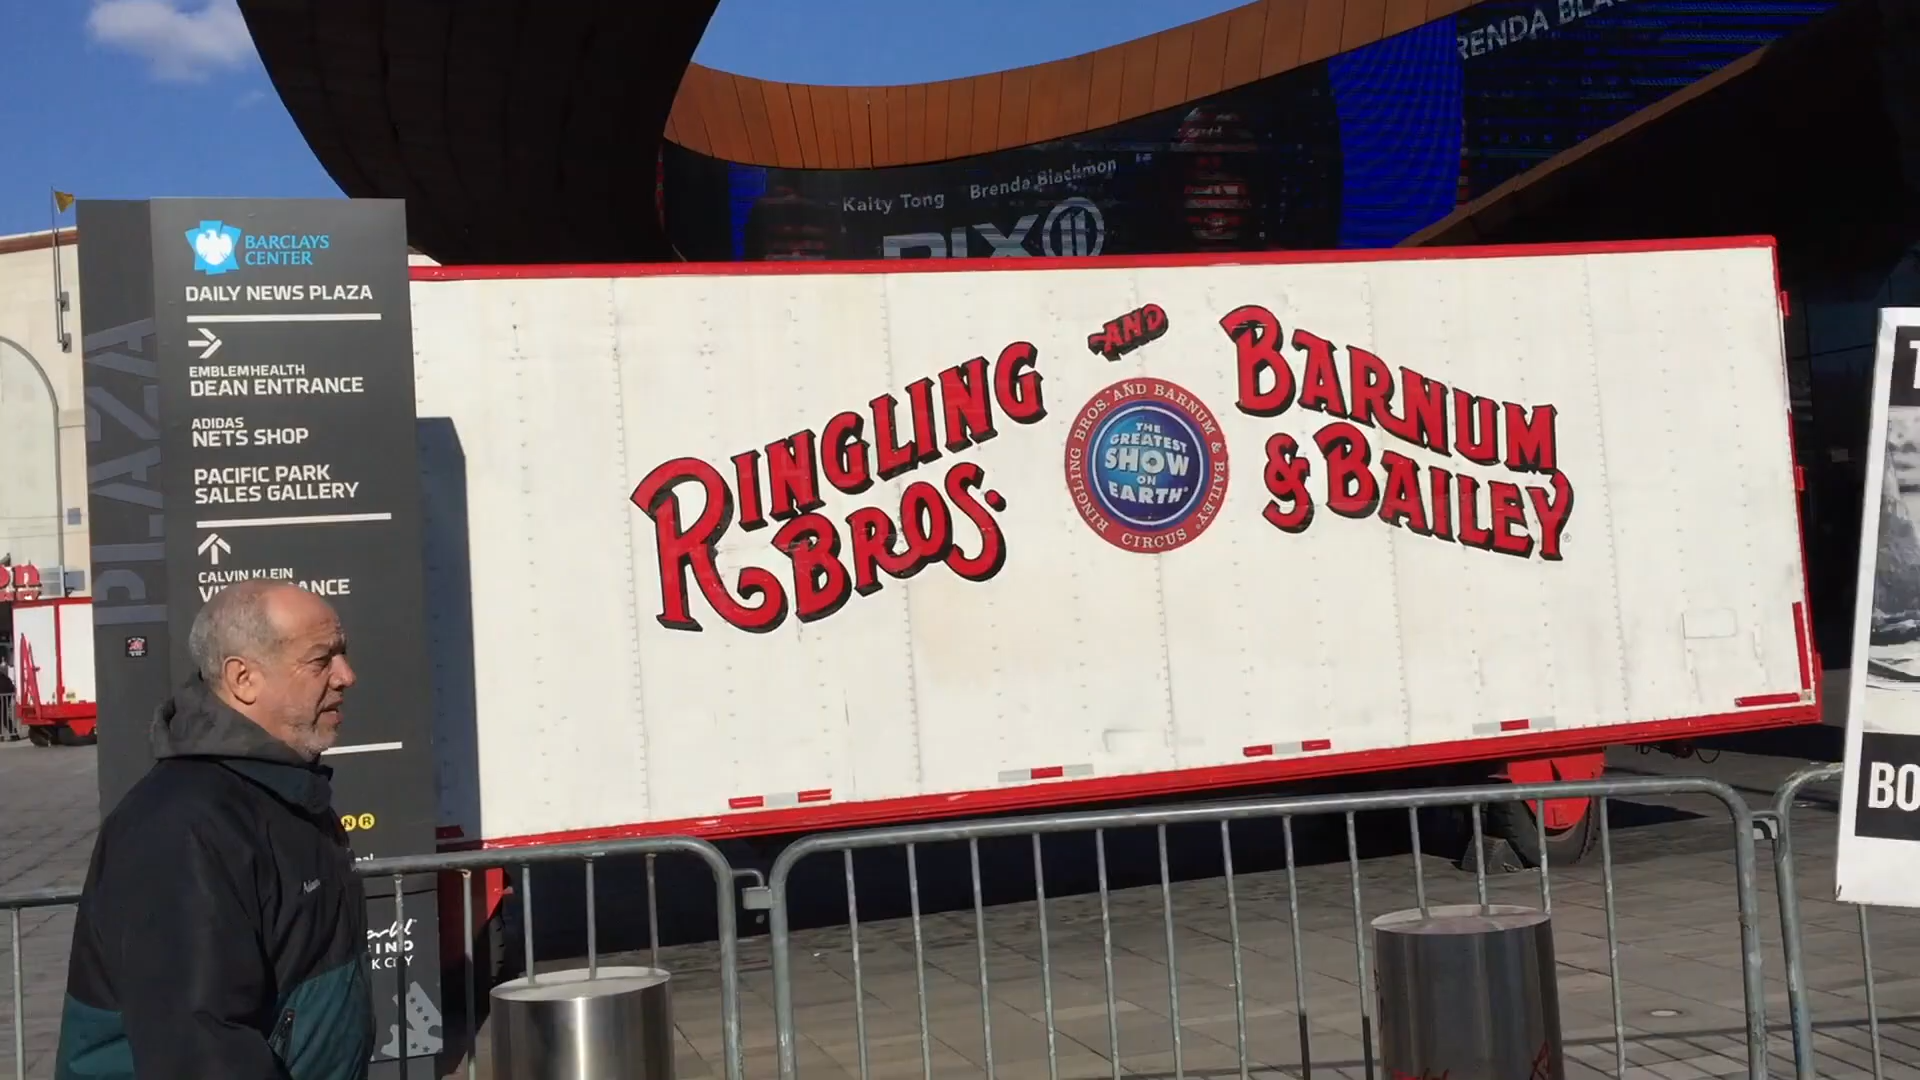 BARCLAYS
CENTER
DAILY NEWS PLAZA
EMBLEMHEALTH
DEAN ENTRANCE
ADIDAS
NETS SHOP
PACIFIC PARK
SALES GALLERY
CALVIN KLEIN
N R
PLAZA
Kaity Tong
Brenda Blackmon
PIX 11
RINGLING
BROS.
AND
BARNUM
& BAILEY
RINGLING BROS. AND BARNUM & BAILEY CIRCUS
THE
GREATEST
SHOW
ON
EARTH
BO